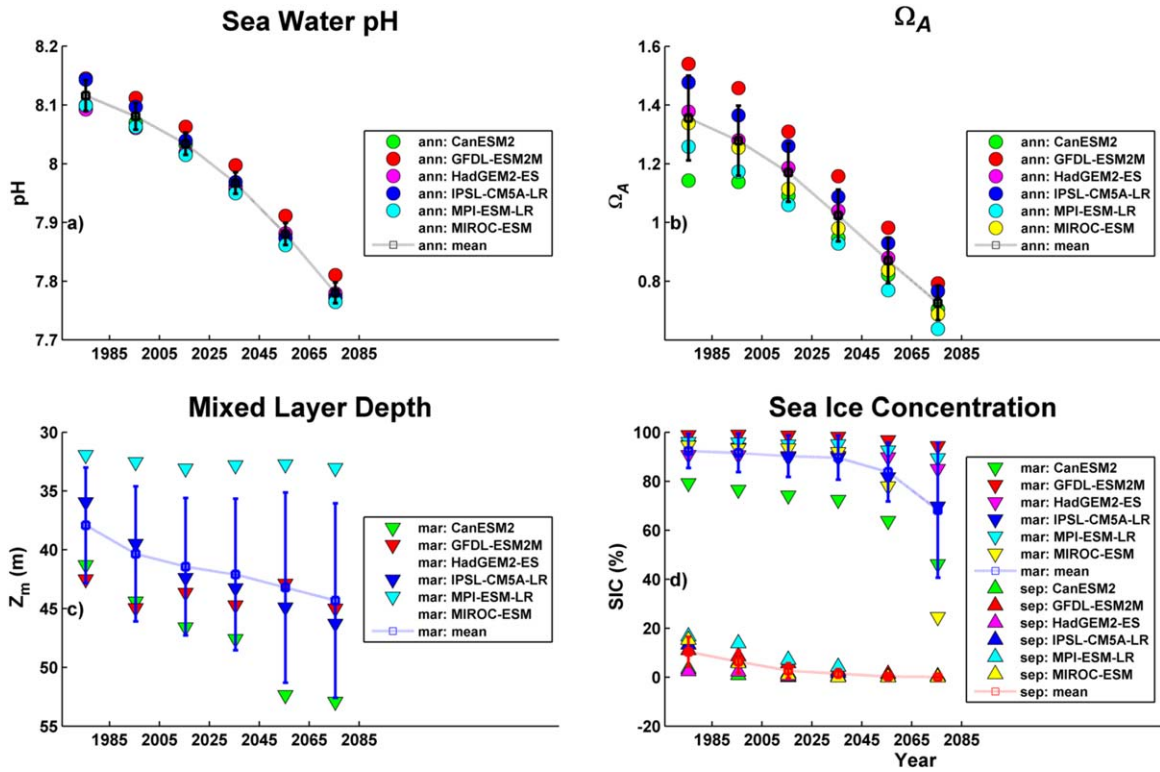 Sea Water pH
8.2
8.1
8
7.9
7.8
7.7
pH
a)
1985 2005 2025 2045 2065 2085
ann: CanESM2
ann: GFDL-ESM2M
ann: HadGEM2-ES
ann: IPSL-CM5A-LR
ann: MPI-ESM-LR
ann: MIROC-ESM
ann: mean
Ω_A
1.6
1.4
1.2
1
0.8
Ω_A
b)
1985 2005 2025 2045 2065 2085
ann: CanESM2
ann: GFDL-ESM2M
ann: HadGEM2-ES
ann: IPSL-CM5A-LR
ann: MPI-ESM-LR
ann: MIROC-ESM
ann: mean
Mixed Layer Depth
30
35
40
45
50
55
Z_m (m)
c)
1985 2005 2025 2045 2065 2085
mar: CanESM2
mar: GFDL-ESM2M
mar: HadGEM2-ES
mar: IPSL-CM5A-LR
mar: MPI-ESM-LR
mar: MIROC-ESM
mar: mean
Sea Ice Concentration
100
80
60
40
20
0
-20
SIC (%)
d)
1985 2005 2025 2045 2065 2085
Year
mar: CanESM2
mar: GFDL-ESM2M
mar: HadGEM2-ES
mar: IPSL-CM5A-LR
mar: MPI-ESM-LR
mar: MIROC-ESM
mar: mean
sep: CanESM2
sep: GFDL-ESM2M
sep: HadGEM2-ES
sep: IPSL-CM5A-LR
sep: MPI-ESM-LR
sep: MIROC-ESM
sep: mean